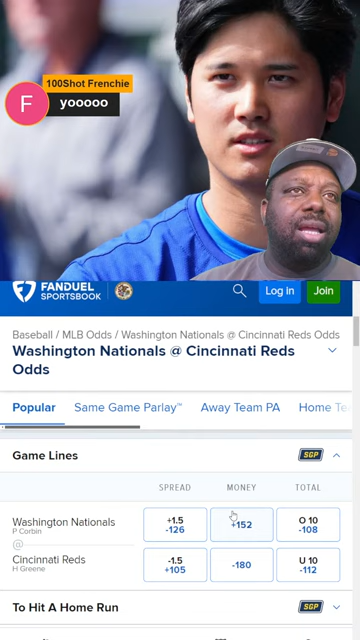 100Shot Frenchie
F
yooooo
FANDUEL
SPORTSBOOK
Log in
Join
Baseball / MLB Odds / Washington Nationals @ Cincinnati Reds Odds
Washington Nationals @ Cincinnati Reds
Odds
Popular
Same Game Parlay™
Away Team PA
Home Te
Game Lines
SGP
SPREAD
MONEY
TOTAL
Washington Nationals
P Corbin
+1.5
-126
+152
O 10
-108
@
Cincinnati Reds
H Greene
-1.5
+105
-180
U 10
-112
To Hit A Home Run
SGP